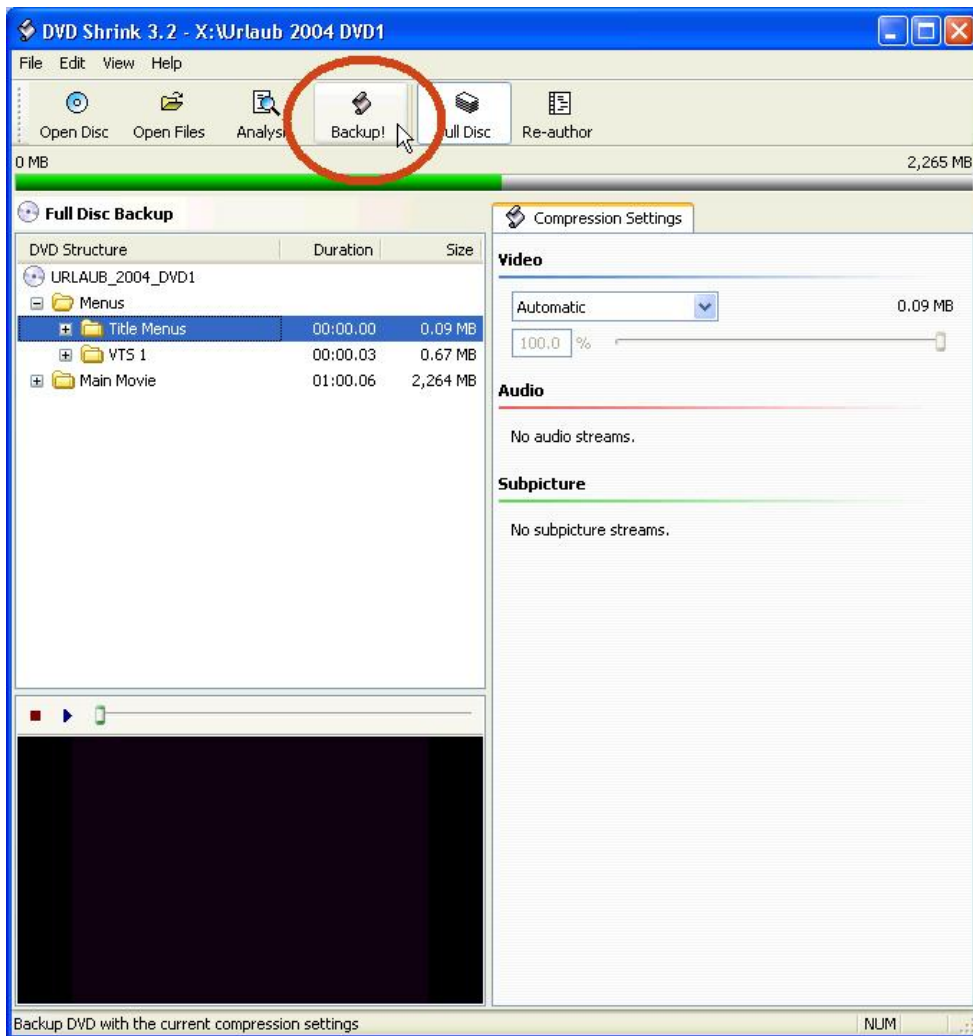 DVD Shrink 3.2 - X:\Urlaub 2004 DVD1
File Edit View Help
Open Disc Open Files Analysi Backup! ull Disc Re-author
0 MB 2,265 MB
Full Disc Backup
Compression Settings
DVD Structure Duration Size
URLAUB_2004_DVD1
Menus
Title Menus 00:00.00 0.09 MB
VTS 1 00:00.03 0.67 MB
Main Movie 01:00.06 2,264 MB
Video
Automatic 0.09 MB
100.0 %
Audio
No audio streams.
Subpicture
No subpicture streams.
Backup DVD with the current compression settings NUM